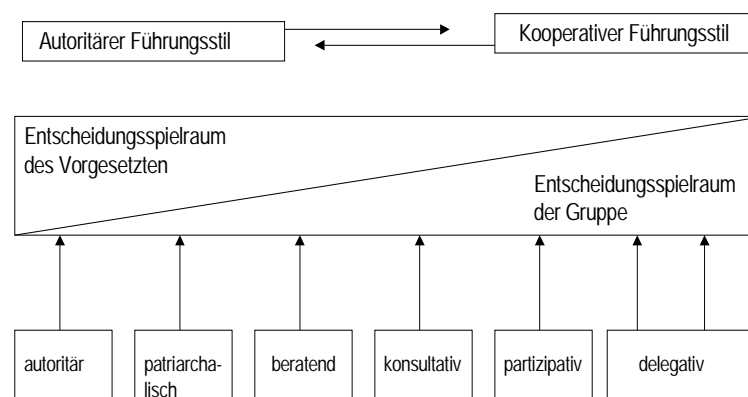 Autoritärer Führungsstil
Kooperativer Führungsstil
Entscheidungsspielraum
des Vorgesetzten
Entscheidungsspielraum
der Gruppe
autoritär
patriarcha-
lisch
beratend
konsultativ
partizipativ
delegativ